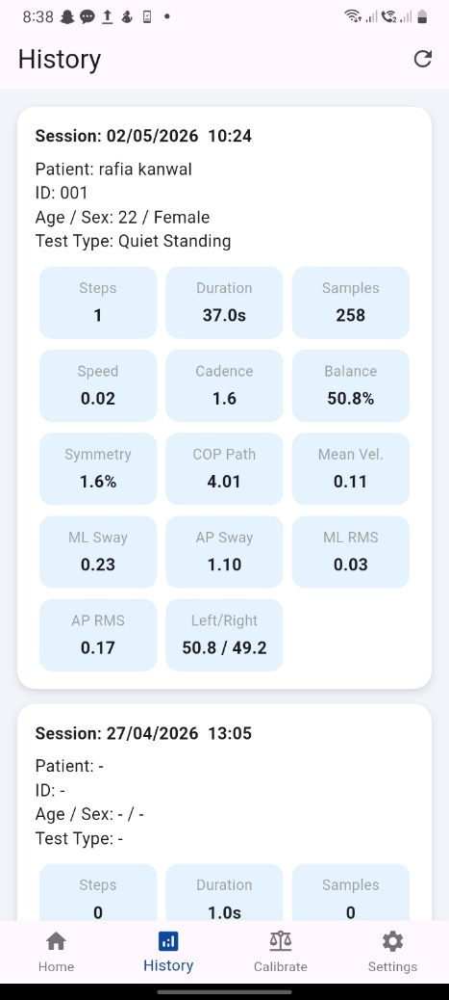 8:38
History
Session: 02/05/2026 10:24
Patient: rafia kanwal
ID: 001
Age / Sex: 22 / Female
Test Type: Quiet Standing
Steps Duration Samples
1 37.0s 258
Speed Cadence Balance
0.02 1.6 50.8%
Symmetry COP Path Mean Vel.
1.6% 4.01 0.11
ML Sway AP Sway ML RMS
0.23 1.10 0.03
AP RMS Left/Right
0.17 50.8 / 49.2
Session: 27/04/2026 13:05
Patient: -
ID: -
Age / Sex: - / -
Test Type: -
Steps Duration Samples
0 1.0s 0
Home History Calibrate Settings